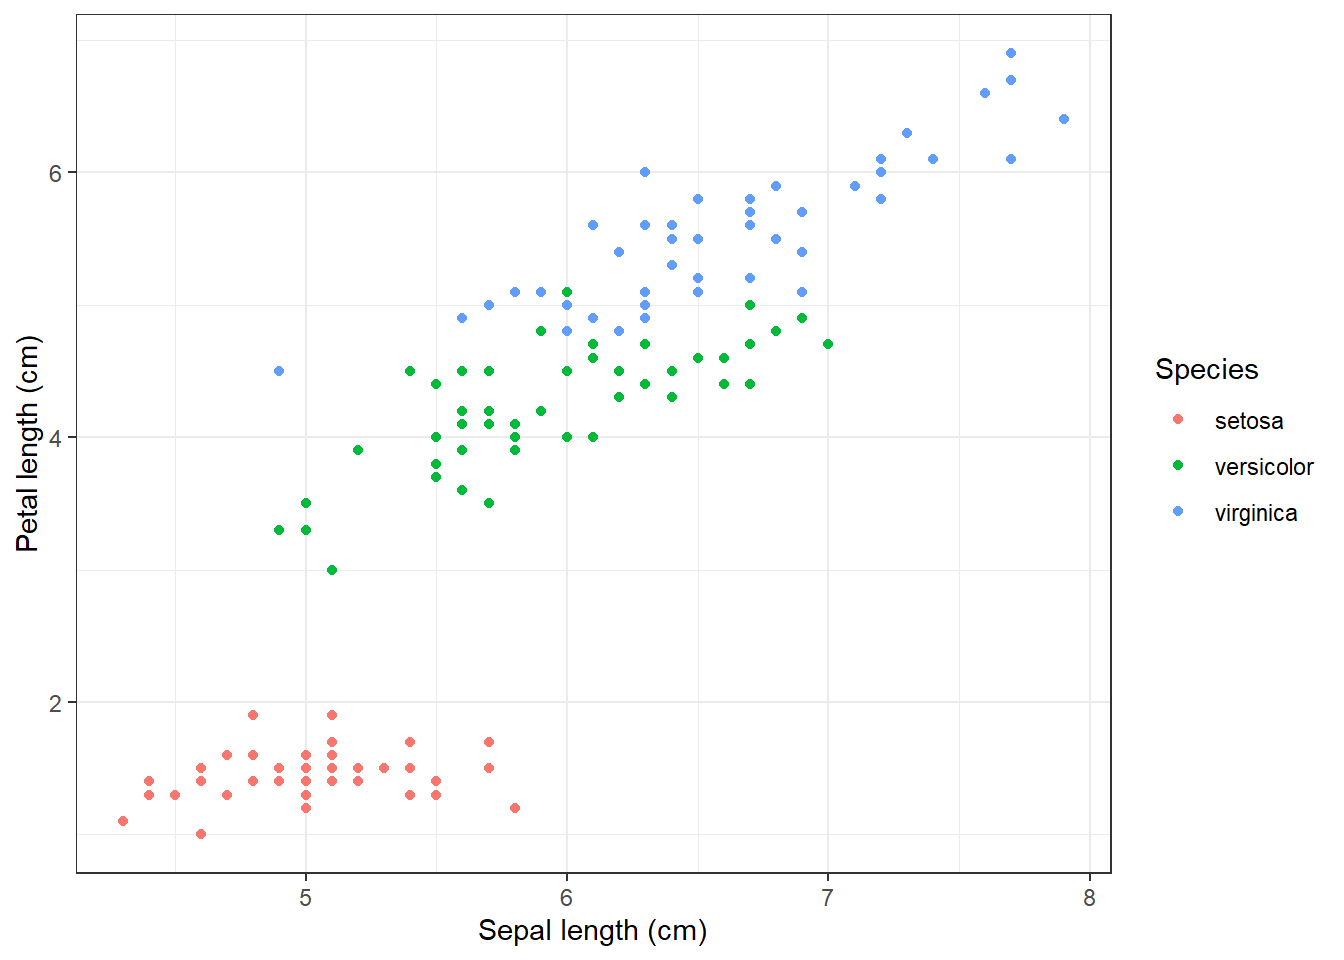 6
4
2
Petal length (cm)
5
6
7
8
Sepal length (cm)
Species
setosa
versicolor
virginica